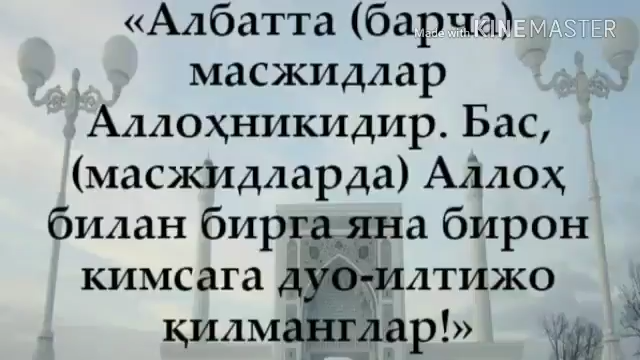 «Албатта (барча)
Made with KINEMASTER
масжидлар
Аллоҳникидир. Бас,
(масжидларда) Аллоҳ
билан бирга яна бирон
кимсага дуо-илтижо
қилманглар!»